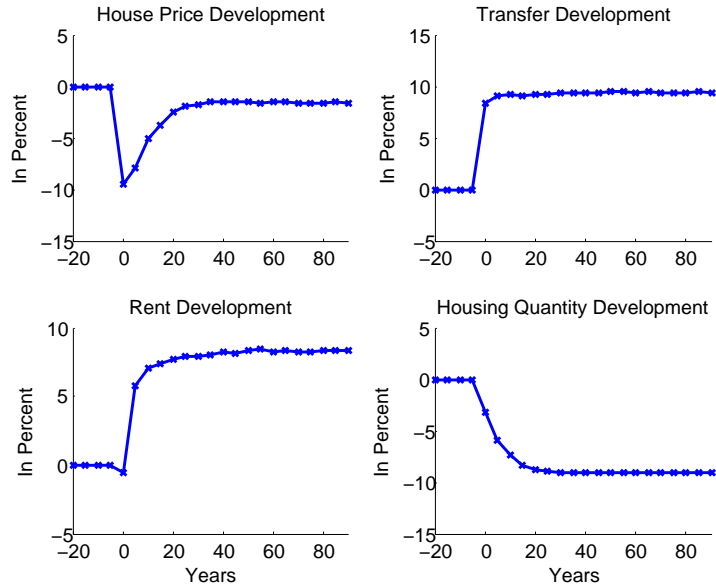 House Price Development
In Percent
5
0
−5
−10
−15
−20 0 20 40 60 80
Transfer Development
In Percent
15
10
5
0
−5
−20 0 20 40 60 80
Rent Development
In Percent
10
5
0
−5
−20 0 20 40 60 80
Years
Housing Quantity Development
In Percent
5
0
−5
−10
−15
−20 0 20 40 60 80
Years